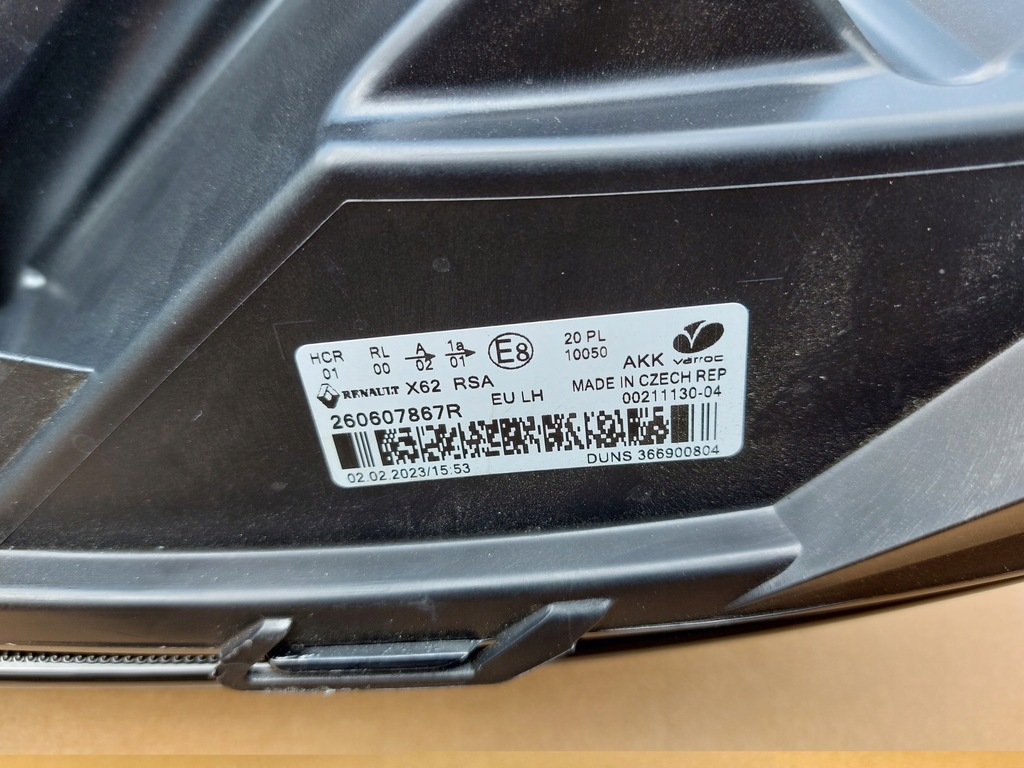 HCR RL A 1a E8 20 PL
01 00 02 01 10050 AKK varroc
RENAULT X62 RSA EU LH MADE IN CZECH REP
260607867R 00211130-04
02.02.2023/15:53 DUNS 366900804